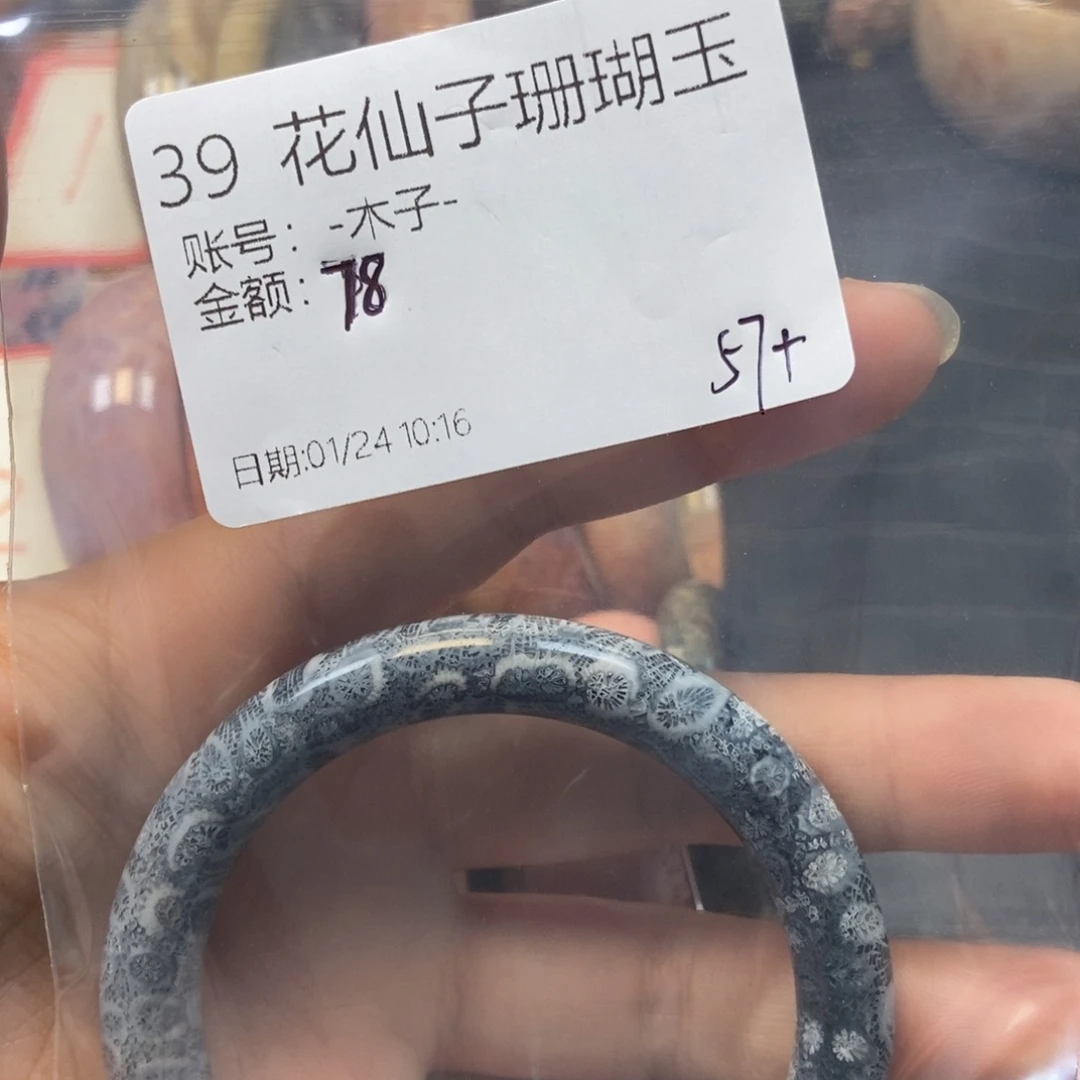 39 花仙子珊瑚玉
账号：-木子-
金额：78
57+
日期:01/24 10:16